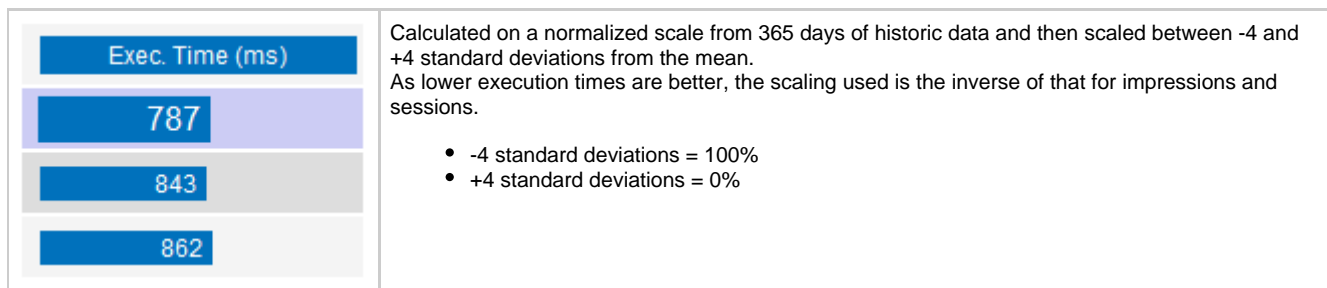 Exec. Time (ms)
787
843
862
Calculated on a normalized scale from 365 days of historic data and then scaled between -4 and
+4 standard deviations from the mean.
As lower execution times are better, the scaling used is the inverse of that for impressions and
sessions.
• -4 standard deviations = 100%
• +4 standard deviations = 0%